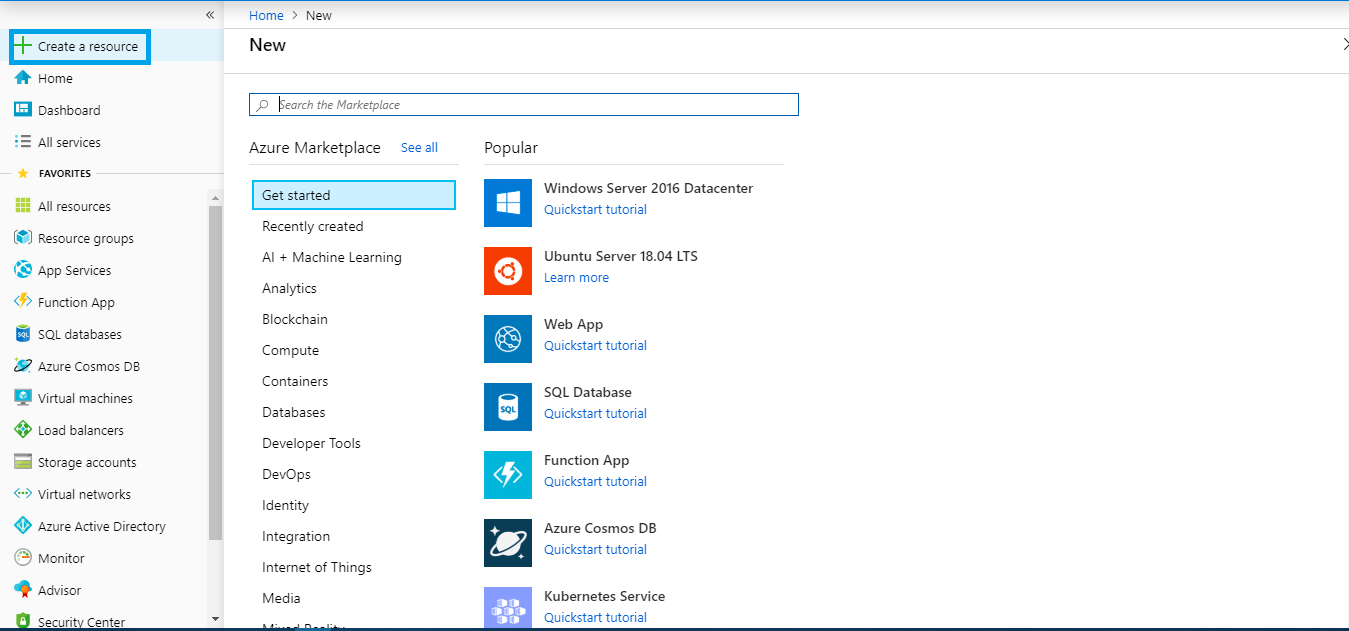 «
Create a resource
Home
Dashboard
All services
FAVORITES
All resources
Resource groups
App Services
Function App
SQL databases
Azure Cosmos DB
Virtual machines
Load balancers
Storage accounts
Virtual networks
Azure Active Directory
Monitor
Advisor
Security Center
Home > New
New
Search the Marketplace
Azure Marketplace See all
Get started
Recently created
AI + Machine Learning
Analytics
Blockchain
Compute
Containers
Databases
Developer Tools
DevOps
Identity
Integration
Internet of Things
Media
Mixed Reality
Popular
Windows Server 2016 Datacenter
Quickstart tutorial
Ubuntu Server 18.04 LTS
Learn more
Web App
Quickstart tutorial
SQL
SQL Database
Quickstart tutorial
Function App
Quickstart tutorial
Azure Cosmos DB
Quickstart tutorial
Kubernetes Service
Quickstart tutorial